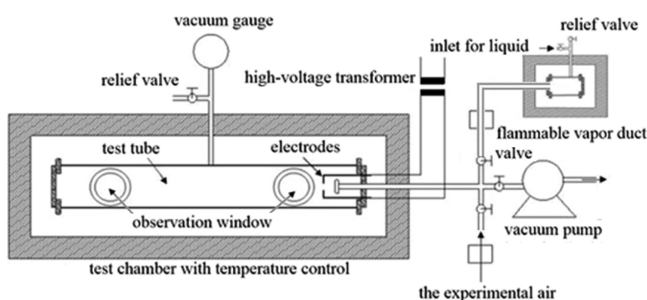 vacuum gauge
relief valve
inlet for liquid
relief valve
high-voltage transformer
test tube
electrodes
flammable vapor duct
valve
observation window
vacuum pump
test chamber with temperature control
the experimental air